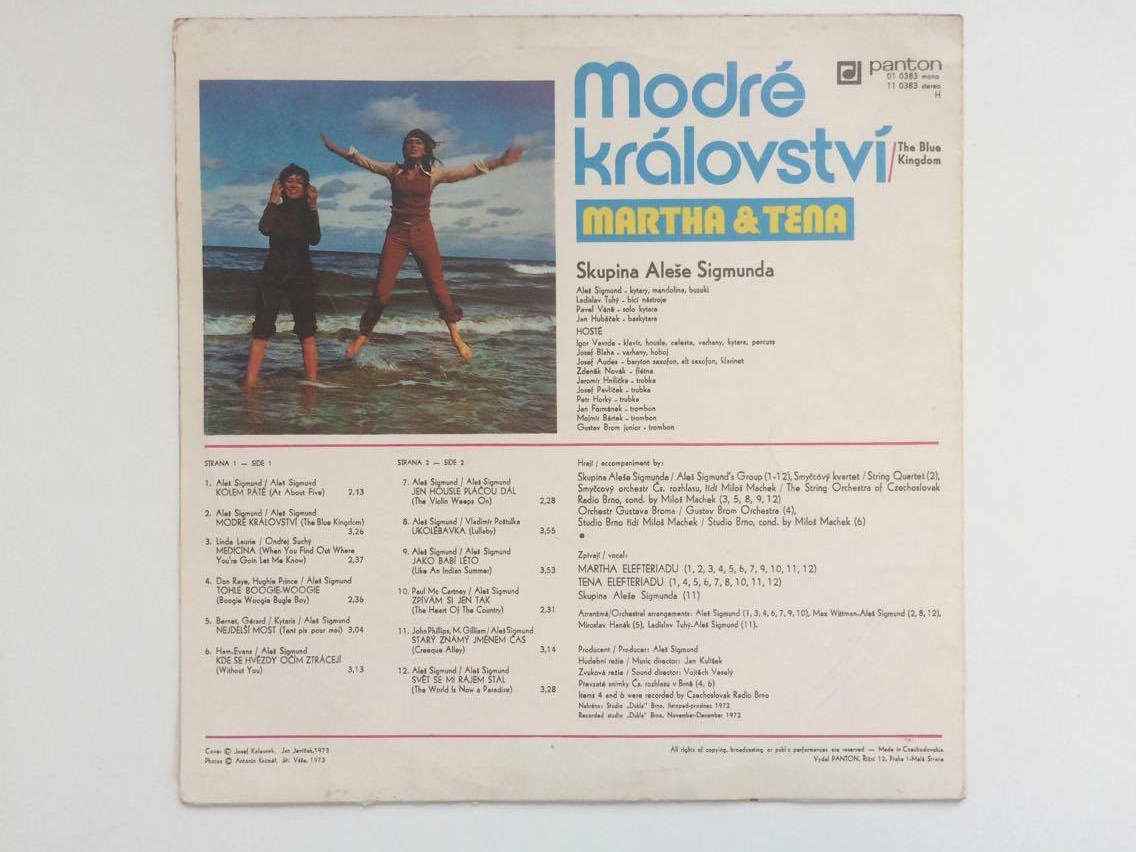 Modré
království/
The Blue
Kingdom
MARTHA & TENA
panton
01 0383 mono
11 0383 stereo
H
Skupina Aleše Sigmunda
Aleš Sigmund - kytary, mandolina, buzuki
Ladislav Tuhý - bicí nástroje
Pavel Váně - solo kytara
Jan Hubáček - baskytara
HOSTÉ
Igor Vavrda - klavír, housle, celesta, varhany, kytara, percuss
Josef Blaha - varhany, hoboj
Josef Audes - baryton saxofon, alt saxofon, klarinet
Zdeněk Novák - flétna
Jaromír Hnilička - trubka
Josef Pavlíček - trubka
Petr Horký - trubka
Jan Formánek - trombon
Mojmír Bártek - trombon
Gustav Brom junior - trombon
STRANA 1 — SIDE 1
1. Aleš Sigmund / Aleš Sigmund
KOLEM PÁTÉ (At About Five) 2,13
2. Aleš Sigmund / Aleš Sigmund
MODRÉ KRÁLOVSTVÍ (The Blue Kingdom)
3,26
3. Linda Laurie / Ondřej Suchý
MEDICÍNA (When You Find Out Where
You're Goin Let Me Know) 2,37
4. Don Raye, Hughie Prince / Aleš Sigmund
TOHLE BOOGIE-WOOGIE
(Boogie Woogie Bugle Boy) 2,36
5. Bernet, Gérard / Kytaris / Aleš Sigmund
NEJDELŠÍ MOST (Tant pis pour moi) 3,04
6. Ham-Evans / Aleš Sigmund
KDE SE HVĚZDY OČÍM ZTRÁCEJÍ
(Without You) 3,13
STRANA 2 — SIDE 2
7. Aleš Sigmund / Aleš Sigmund
JEN HOUSLE PLÁČOU DÁL
(The Violin Weeps On) 2,28
8. Aleš Sigmund / Vladimír Poštulka
UKOLÉBAVKA (Lullaby) 3,55
9. Aleš Sigmund / Aleš Sigmund
JAKO BABÍ LÉTO
(Like An Indian Summer) 3,53
10. Paul Mc Cartney / Aleš Sigmund
ZPÍVÁM SI JEN TAK
(The Heart Of The Country) 2,31
11. John Phillips, M. Gilliam / Aleš Sigmund
STARÝ ZNÁMÝ JMÉNEM ČAS
(Creeque Alley) 3,14
12. Aleš Sigmund / Aleš Sigmund
SVĚT SE MI RÁJEM STAL
(The World Is Now a Paradise) 3,28
Hrají / accompaniment by:
Skupina Aleše Sigmunda / Aleš Sigmund's Group (1-12), Smyčcový kvartet / String Quartet (2),
Smyčcový orchestr Čs. rozhlasu, řídí Miloš Machek / The String Orchestra of Czechoslovak
Radio Brno, cond. by Miloš Machek (3, 5, 8, 9, 12)
Orchestr Gustava Broma / Gustav Brom Orchestra (4),
Studio Brno řídí Miloš Machek / Studio Brno, cond. by Miloš Machek (6)
Zpívají / vocal:
MARTHA ELEFTERIADU (1, 2, 3, 4, 5, 6, 7, 9, 10, 11, 12)
TENA ELEFTERIADU (1, 4, 5, 6, 7, 8, 10, 11, 12)
Skupina Aleše Sigmunda (11)
Aranžmá/Orchestral arrangements: Aleš Sigmund (1, 3, 4, 6, 7, 9, 10), Max Wittman-Aleš Sigmund (2, 8, 12),
Miroslav Hanák (5), Ladislav Tuhý-Aleš Sigmund (11).
Producent / Producer: Aleš Sigmund
Hudební režie / Music director: Jan Kulíšek
Zvuková režie / Sound director: Vojtěch Veselý
Převzaté snímky Čs. rozhlasu v Brně (4, 6)
Items 4 and 6 were recorded by Czechoslovak Radio Brno
Nahráno: Studio „Dukla" Brno, listopad-prosinec 1972
Recorded studio „Dukla" Brno, November-December 1972
Cover © Josef Kalousek, Jan Jeviček, 1973
Photos © Antonín Krčmář, Jiří Váša, 1973
All rights of copying, broadcasting or public performances are reserved — Made in Czechoslovakia
Vydal PANTON, Říční 12, Praha 1-Malá Strana